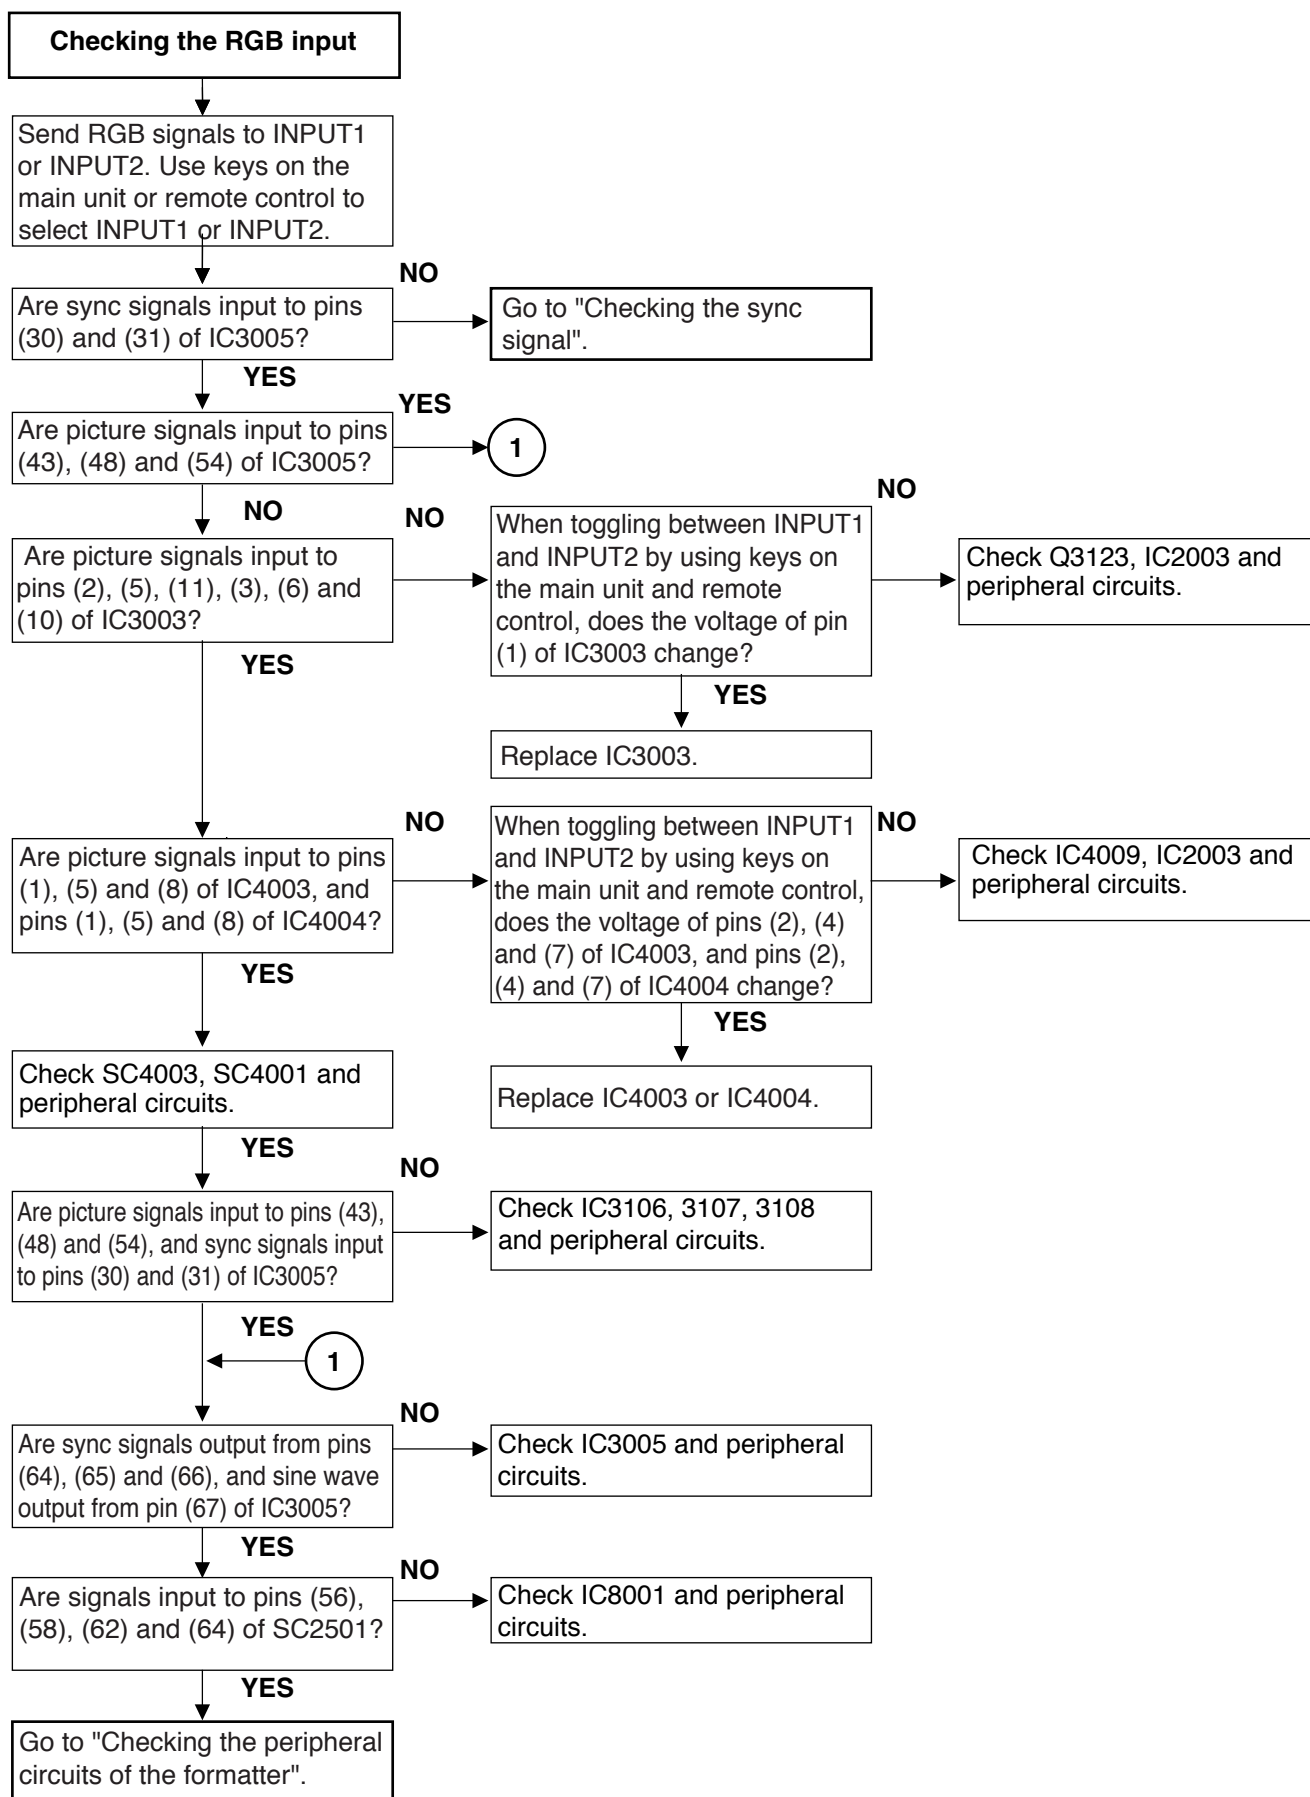 Checking the RGB input
Send RGB signals to INPUT1
or INPUT2. Use keys on the
main unit or remote control to
select INPUT1 or INPUT2.
NO
Are sync signals input to pins
(30) and (31) of IC3005?
Go to "Checking the sync
signal".
YES
YES
Are picture signals input to pins
(43), (48) and (54) of IC3005?
1
NO
NO
NO
Are picture signals input to
pins (2), (5), (11), (3), (6) and
(10) of IC3003?
When toggling between INPUT1
and INPUT2 by using keys on
the main unit and remote
control, does the voltage of pin
(1) of IC3003 change?
Check Q3123, IC2003 and
peripheral circuits.
YES
YES
Replace IC3003.
NO
NO
Are picture signals input to pins
(1), (5) and (8) of IC4003, and
pins (1), (5) and (8) of IC4004?
When toggling between INPUT1
and INPUT2 by using keys on
the main unit and remote control,
does the voltage of pins (2), (4)
and (7) of IC4003, and pins (2),
(4) and (7) of IC4004 change?
Check IC4009, IC2003 and
peripheral circuits.
YES
YES
Check SC4003, SC4001 and
peripheral circuits.
Replace IC4003 or IC4004.
YES
NO
Are picture signals input to pins (43),
(48) and (54), and sync signals input
to pins (30) and (31) of IC3005?
Check IC3106, 3107, 3108
and peripheral circuits.
YES
1
NO
Are sync signals output from pins
(64), (65) and (66), and sine wave
output from pin (67) of IC3005?
Check IC3005 and peripheral
circuits.
YES
NO
Are signals input to pins (56),
(58), (62) and (64) of SC2501?
Check IC8001 and peripheral
circuits.
YES
Go to "Checking the peripheral
circuits of the formatter".